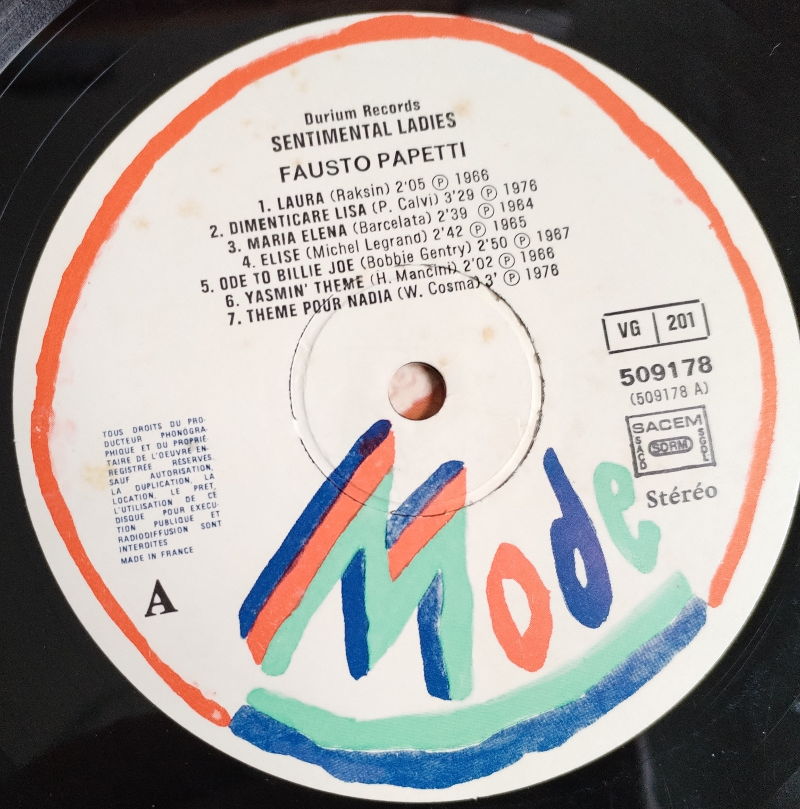 Durium Records
SENTIMENTAL LADIES
FAUSTO PAPETTI
1. LAURA (Raksin) 2'05 Ⓟ 1966
2. DIMENTICARE LISA (P. Calvi) 3'29 Ⓟ 1976
3. MARIA ELENA (Barcelata) 2'39 Ⓟ 1964
4. ELISE (Michel Legrand) 2'42 Ⓟ 1965
5. ODE TO BILLIE JOE (Bobbie Gentry) 2'50 Ⓟ 1967
6. YASMIN' THEME (H. Mancini) 2'02 Ⓟ 1966
7. THEME POUR NADIA (W. Cosma) 3' Ⓟ 1976
VG 201
509178
(509178 A)
SACEM
SACD SDRM SGDL
Stéréo
TOUS DROITS DU PRO-
DUCTEUR PHONOGRA-
PHIQUE ET DU PROPRIÉ-
TAIRE DE L'OEUVRE EN-
REGISTRÉE RÉSERVÉS.
SAUF AUTORISATION,
LA DUPLICATION, LA
LOCATION, LE PRET,
L'UTILISATION DE CE
DISQUE POUR EXÉCU-
TION PUBLIQUE ET
RADIODIFFUSION SONT
INTERDITES
MADE IN FRANCE
A
Mode